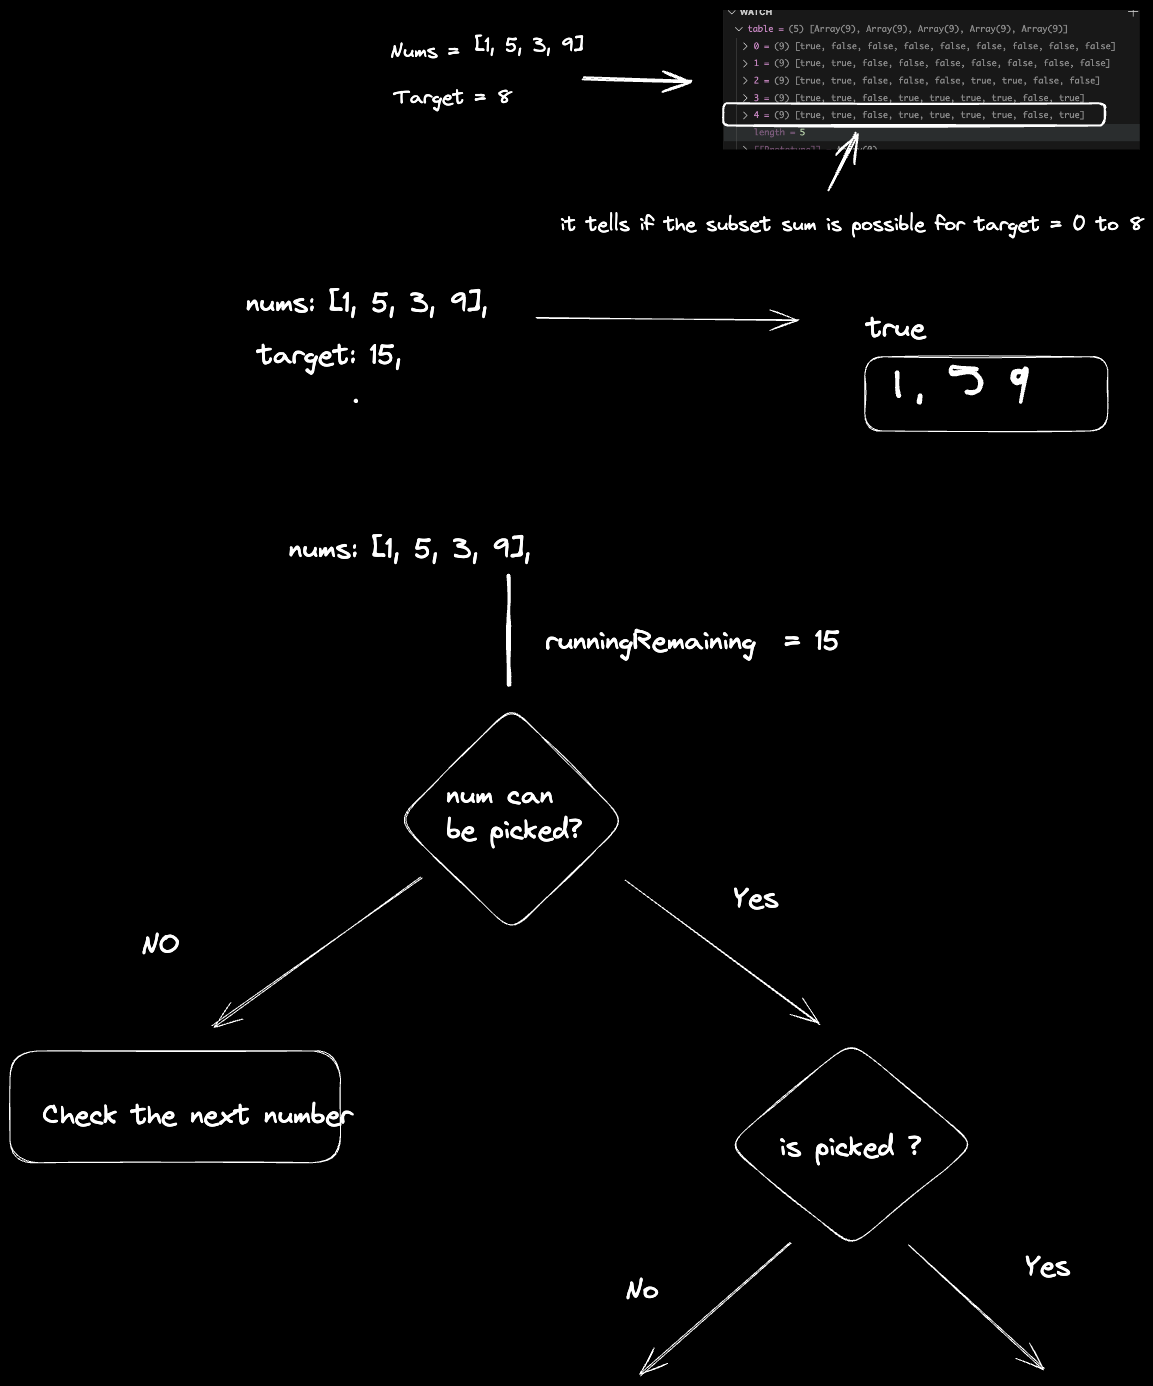 WATCH
Nums = [1, 5, 3, 9]
Target = 8
table = (5) [Array(9), Array(9), Array(9), Array(9), Array(9)]
0 = (9) [true, false, false, false, false, false, false, false, false]
1 = (9) [true, true, false, false, false, false, false, false, false]
2 = (9) [true, true, false, false, false, true, true, false, false]
3 = (9) [true, true, false, true, true, true, true, false, true]
4 = (9) [true, true, false, true, true, true, true, false, true]
length = 5
it tells if the subset sum is possible for target = 0 to 8
nums: [1, 5, 3, 9],
target: 15,
.
true
1, 5 9
nums: [1, 5, 3, 9],
runningRemaining = 15
num can
be picked?
NO
Yes
Check the next number
is picked ?
No
Yes